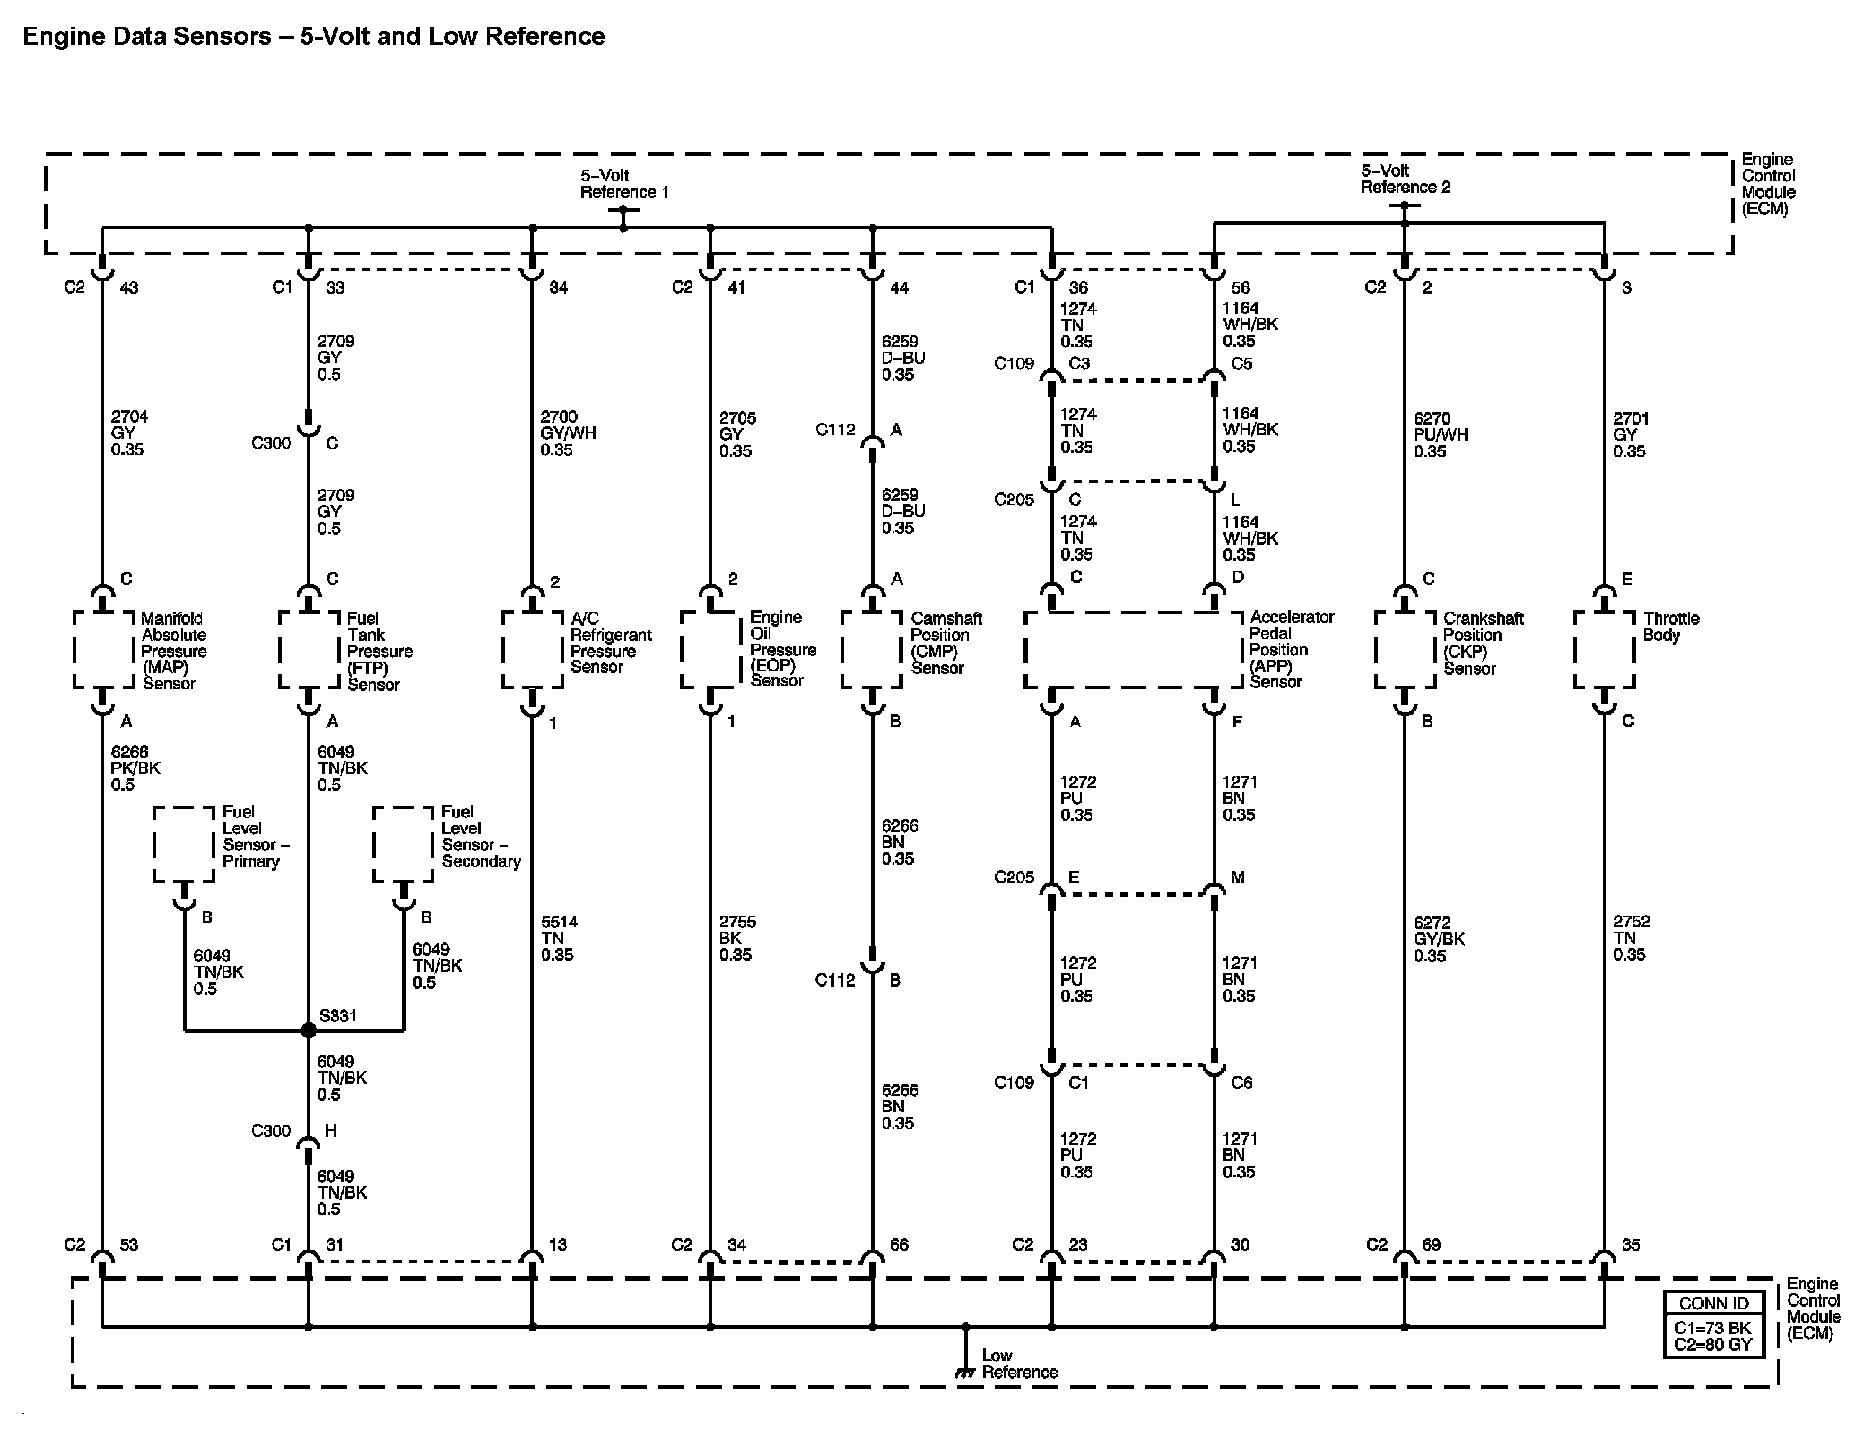 Engine Data Sensors – 5-Volt and Low Reference
5–Volt
Reference 1
5–Volt
Reference 2
Engine
Control
Module
(ECM)
C2 43
C1 33
34
C2 41
44
C1 36
56
C2 2
3
2704
GY
0.35
2709
GY
0.5
C300 C
2709
GY
0.5
2700
GY/WH
0.35
2705
GY
0.35
6259
D–BU
0.35
C112 A
6259
D–BU
0.35
1274
TN
0.35
C109 C3
1274
TN
0.35
C205 C
1274
TN
0.35
1164
WH/BK
0.35
C5
1164
WH/BK
0.35
L
1164
WH/BK
0.35
6270
PU/WH
0.35
2701
GY
0.35
C
C
2
2
A
C
D
C
E
Manifold
Absolute
Pressure
(MAP)
Sensor
Fuel
Tank
Pressure
(FTP)
Sensor
A/C
Refrigerant
Pressure
Sensor
Engine
Oil
Pressure
(EOP)
Sensor
Camshaft
Position
(CMP)
Sensor
Accelerator
Pedal
Position
(APP)
Sensor
Crankshaft
Position
(CKP)
Sensor
Throttle
Body
A
A
1
1
B
A
F
B
C
6266
PK/BK
0.5
6049
TN/BK
0.5
Fuel
Level
Sensor –
Primary
B
6049
TN/BK
0.5
Fuel
Level
Sensor –
Secondary
B
6049
TN/BK
0.5
S331
6049
TN/BK
0.5
C300 H
6049
TN/BK
0.5
5514
TN
0.35
2755
BK
0.35
6266
BN
0.35
C112 B
6266
BN
0.35
1272
PU
0.35
C205 E
1272
PU
0.35
C109 C1
1272
PU
0.35
1271
BN
0.35
M
1271
BN
0.35
C6
1271
BN
0.35
6272
GY/BK
0.35
2752
TN
0.35
C2 53
C1 31
13
C2 34
66
C2 23
30
C2 69
35
Low
Reference
CONN ID
C1=73 BK
C2=80 GY
Engine
Control
Module
(ECM)